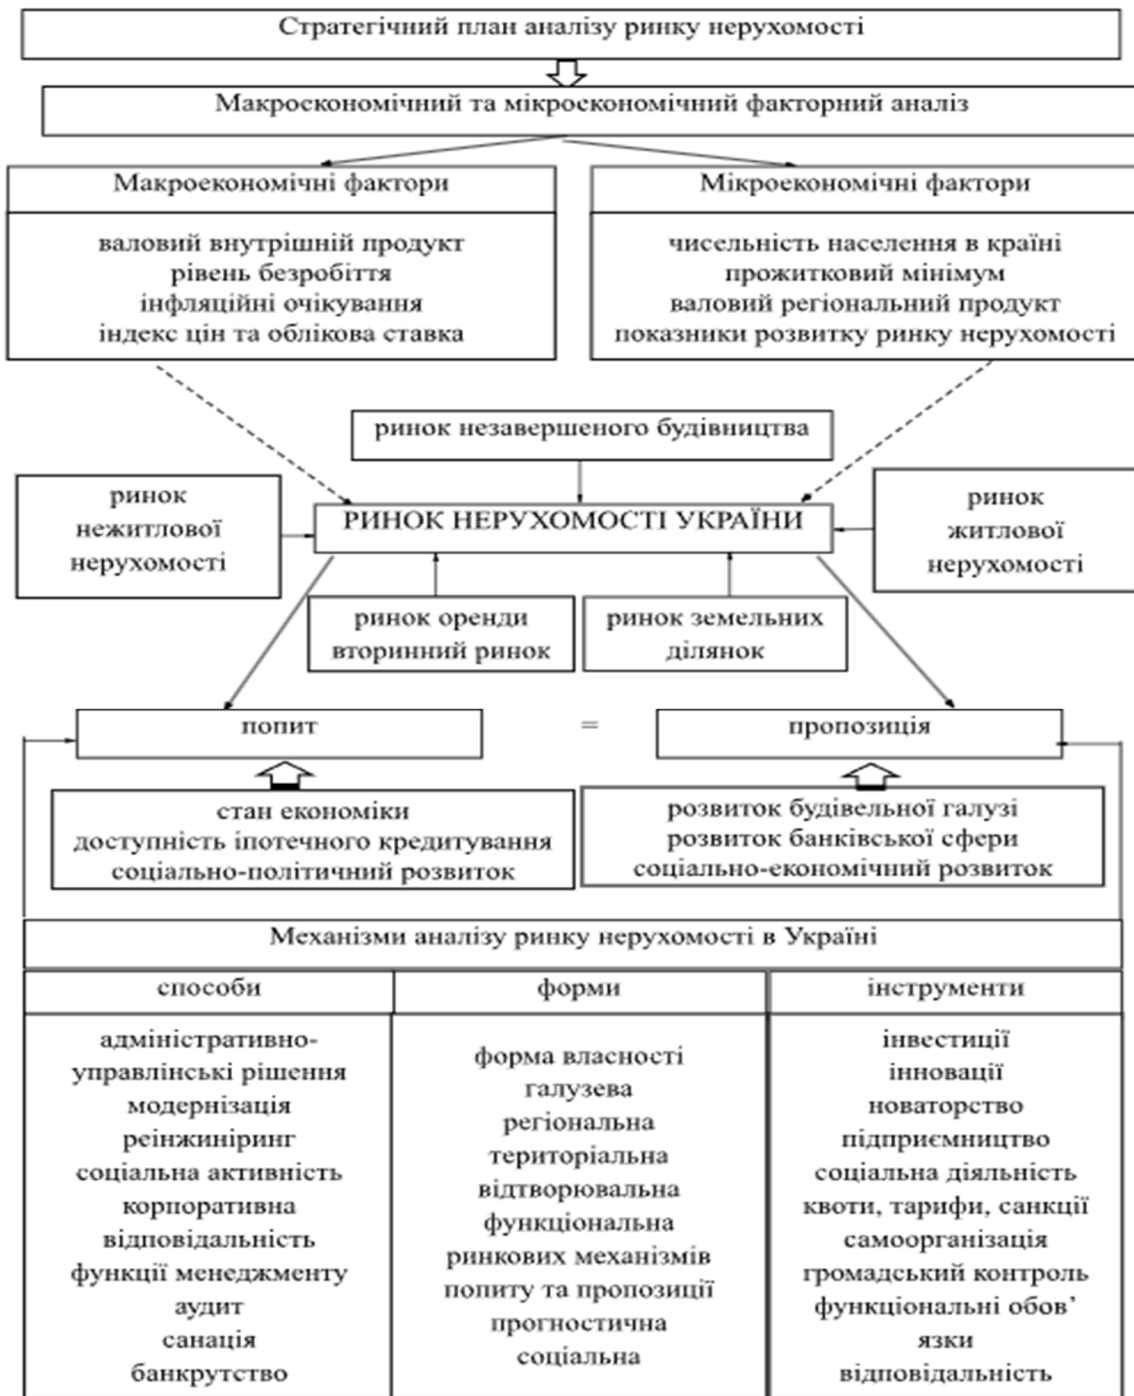 Стратегічний план аналізу ринку нерухомості
Макроекономічний та мікроекономічний факторний аналіз
Макроекономічні фактори
валовий внутрішній продукт
рівень безробіття
інфляційні очікування
індекс цін та облікова ставка
Мікроекономічні фактори
чисельність населення в країні
прожитковий мінімум
валовий регіональний продукт
показники розвитку ринку нерухомості
ринок незавершеного будівництва
ринок
нежитлової
нерухомості
РИНОК НЕРУХОМОСТІ УКРАЇНИ
ринок
житлової
нерухомості
ринок оренди
вторинний ринок
ринок земельних
ділянок
попит
=
пропозиція
стан економіки
доступність іпотечного кредитування
соціально-політичний розвиток
розвиток будівельної галузі
розвиток банківської сфери
соціально-економічний розвиток
Механізми аналізу ринку нерухомості в Україні
способи
адміністративно-
управлінські рішення
модернізація
реінжиніринг
соціальна активність
корпоративна
відповідальність
функції менеджменту
аудит
санація
банкрутство
форми
форма власності
галузева
регіональна
територіальна
відтворювальна
функціональна
ринкових механізмів
попиту та пропозиції
прогностична
соціальна
інструменти
інвестиції
інновації
новаторство
підприємництво
соціальна діяльність
квоти, тарифи, санкції
самоорганізація
громадський контроль
функціональні обов’
язки
відповідальність